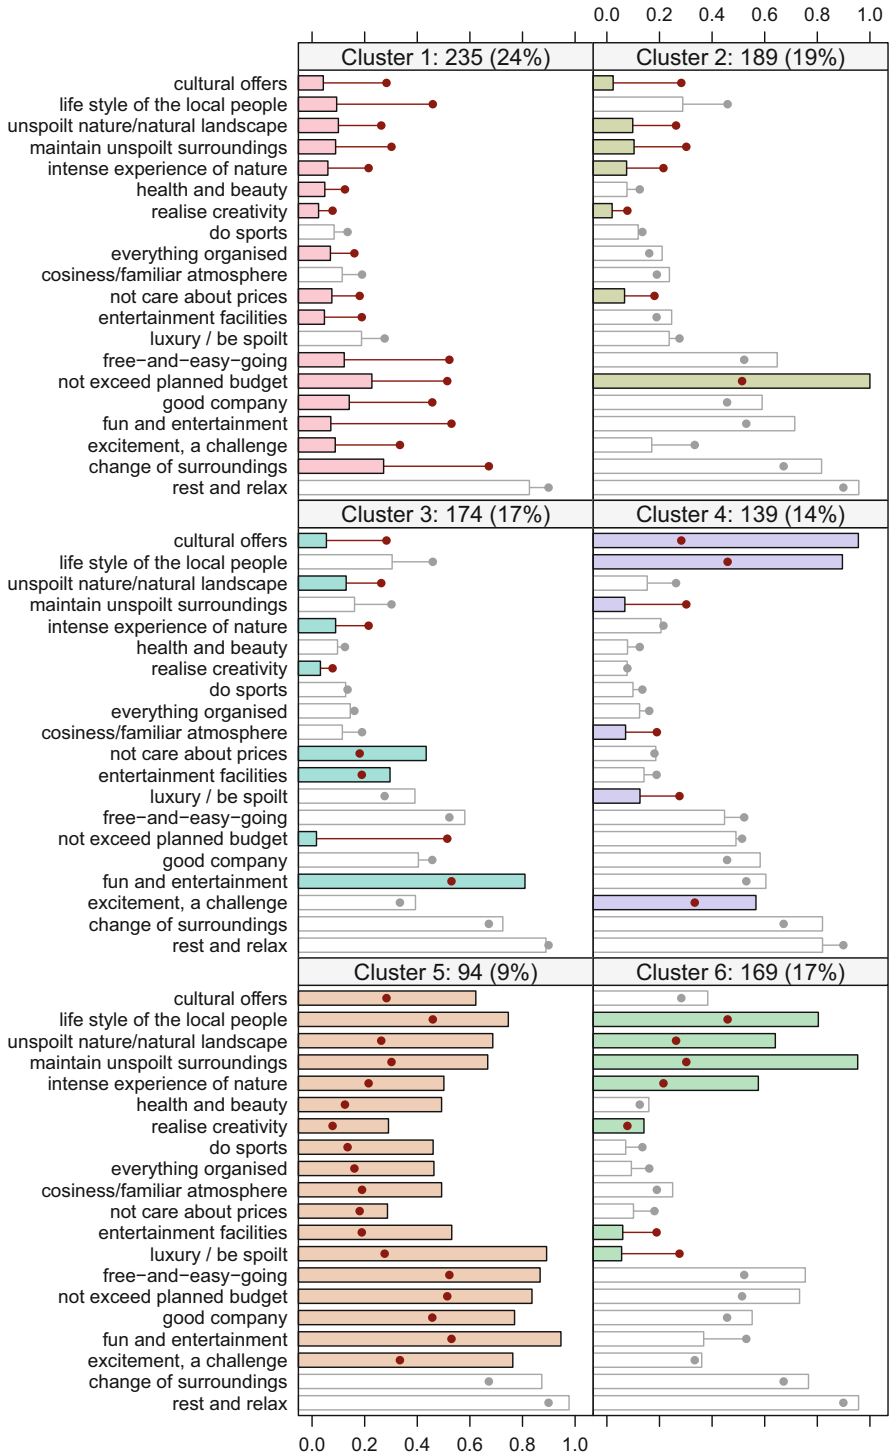 0.0 0.4 0.8 1.0
Cluster 1: 235 (24%) Cluster 2: 189 (19%)
cultural offers
life style of the local people
unspoilt nature/natural landscape
maintain unspoilt surroundings
intense experience of nature
health and beauty
realise creativity
do sports
everything organised
cosiness/familiar atmosphere
not care about prices
entertainment facilities
luxury / be spoilt
free−and−easy−going
not exceed planned budget
good company
fun and entertainment
excitement, a challenge
change of surroundings
rest and relax
Cluster 3: 174 (17%) Cluster 4: 139 (14%)
cultural offers
life style of the local people
unspoilt nature/natural landscape
maintain unspoilt surroundings
intense experience of nature
health and beauty
realise creativity
do sports
everything organised
cosiness/familiar atmosphere
not care about prices
entertainment facilities
luxury / be spoilt
free−and−easy−going
not exceed planned budget
good company
fun and entertainment
excitement, a challenge
change of surroundings
rest and relax
Cluster 5: 94 (9%) Cluster 6: 169 (17%)
cultural offers
life style of the local people
unspoilt nature/natural landscape
maintain unspoilt surroundings
intense experience of nature
health and beauty
realise creativity
do sports
everything organised
cosiness/familiar atmosphere
not care about prices
entertainment facilities
luxury / be spoilt
free−and−easy−going
not exceed planned budget
good company
fun and entertainment
excitement, a challenge
change of surroundings
rest and relax
0.0 0.4 0.8 1.0